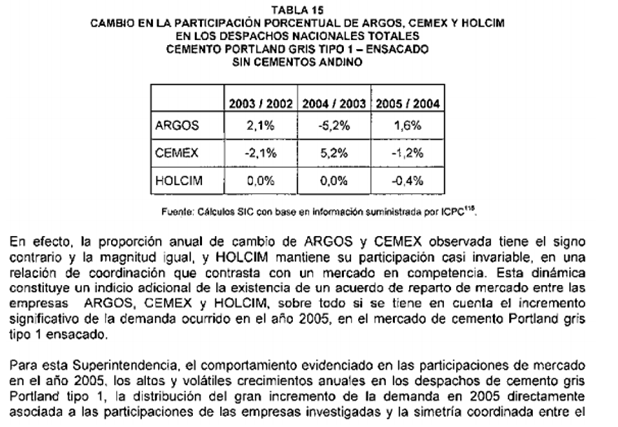 TABLA 15
CAMBIO EN LA PARTICIPACIÓN PORCENTUAL DE ARGOS, CEMEX Y HOLCIM
EN LOS DESPACHOS NACIONALES TOTALES
CEMENTO PORTLAND GRIS TIPO 1 – ENSACADO
SIN CEMENTOS ANDINO
2003 / 2002 2004 / 2003 2005 / 2004
ARGOS 2,1% -5,2% 1,6%
CEMEX -2,1% 5,2% -1,2%
HOLCIM 0,0% 0,0% -0,4%
Fuente: Cálculos SIC con base en información suministrada por ICPC¹¹⁵.
En efecto, la proporción anual de cambio de ARGOS y CEMEX observada tiene el signo
contrario y la magnitud igual, y HOLCIM mantiene su participación casi invariable, en una
relación de coordinación que contrasta con un mercado en competencia. Esta dinámica
constituye un indicio adicional de la existencia de un acuerdo de reparto de mercado entre las
empresas ARGOS, CEMEX y HOLCIM, sobre todo si se tiene en cuenta el incremento
significativo de la demanda ocurrido en el año 2005, en el mercado de cemento Portland gris
tipo 1 ensacado.
Para esta Superintendencia, el comportamiento evidenciado en las participaciones de mercado
en el año 2005, los altos y volátiles crecimientos anuales en los despachos de cemento gris
Portland tipo 1, la distribución del gran incremento de la demanda en 2005 directamente
asociada a las participaciones de las empresas investigadas y la simetría coordinada entre el